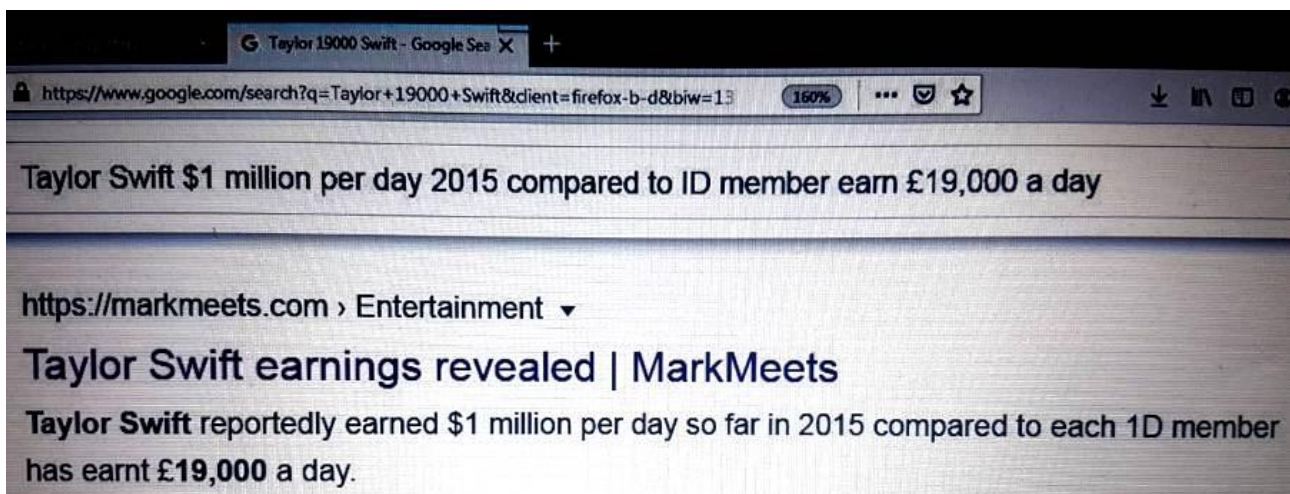 G Taylor 19000 Swift - Google Sea X +
https://www.google.com/search?q=Taylor+19000+Swift&client=firefox-b-d&biw=13 160% ...
Taylor Swift $1 million per day 2015 compared to ID member earn £19,000 a day
https://markmeets.com › Entertainment
Taylor Swift earnings revealed | MarkMeets
Taylor Swift reportedly earned $1 million per day so far in 2015 compared to each 1D member
has earnt £19,000 a day.